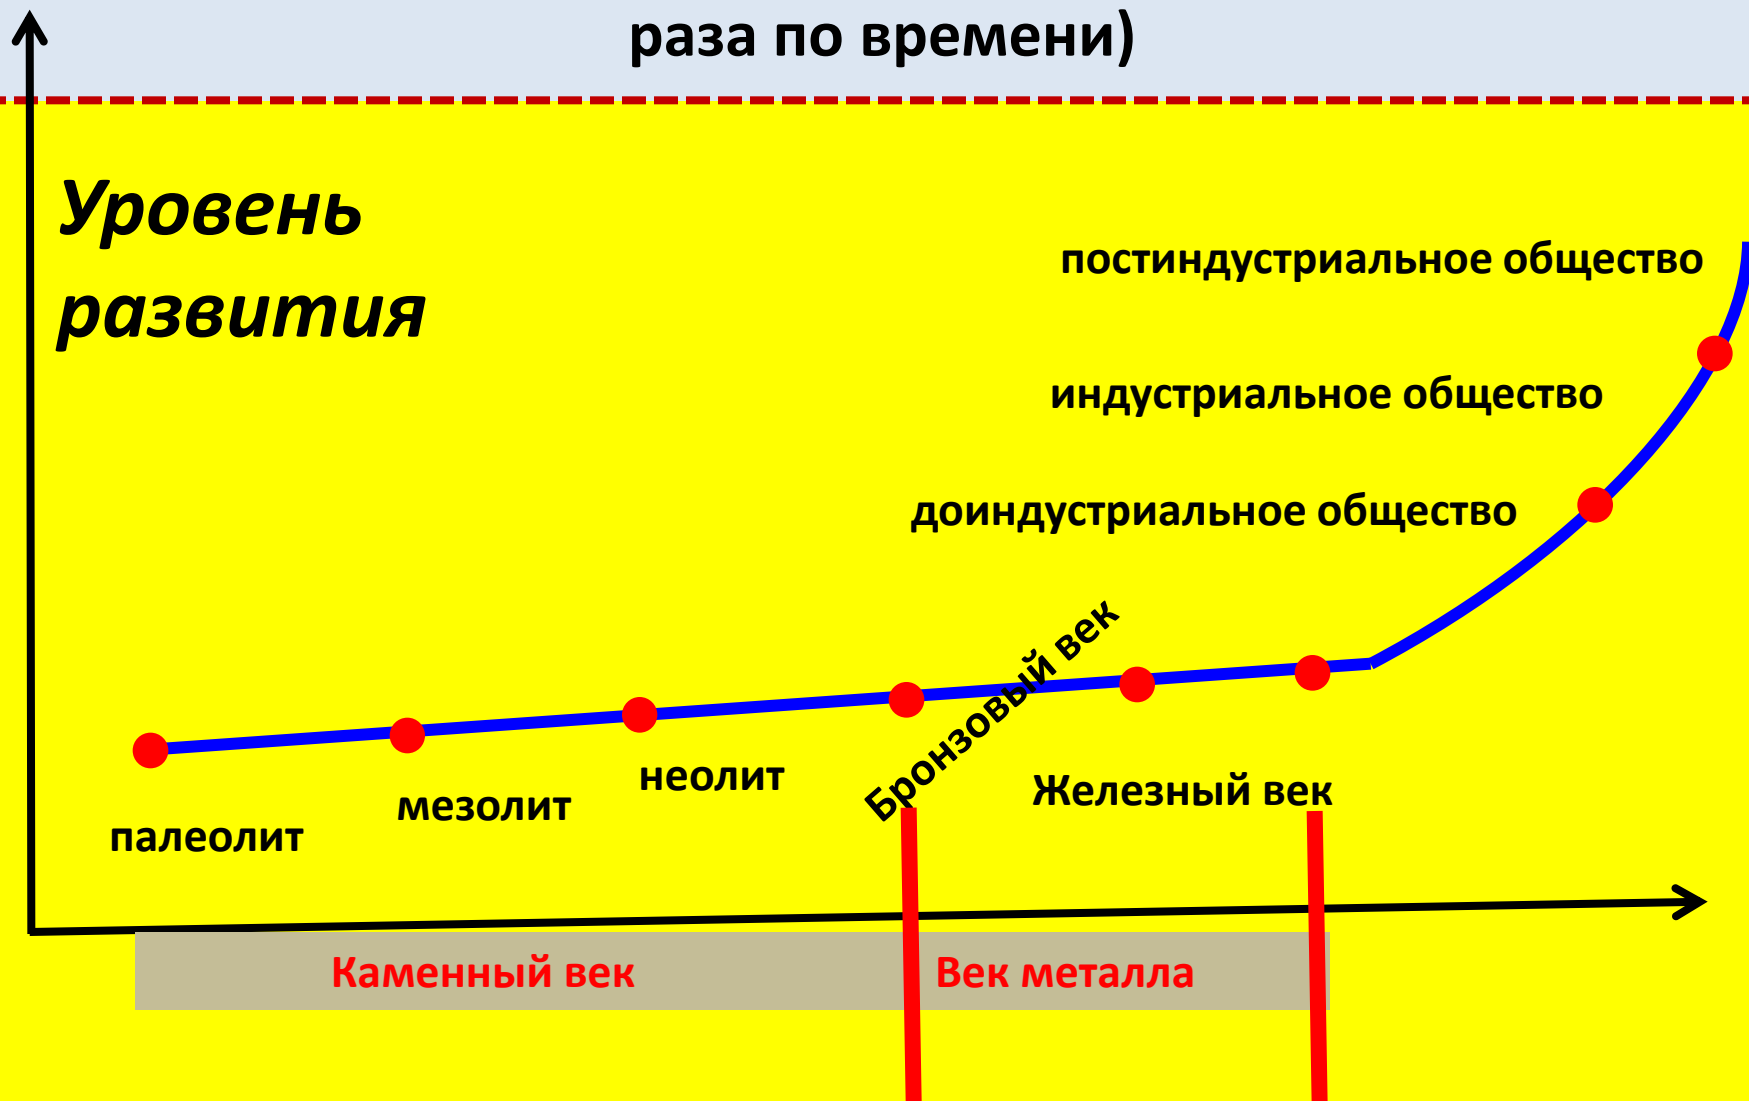 раза по времени)
Уровень
развития
постиндустриальное общество
индустриальное общество
доиндустриальное общество
Бронзовый век
неолит
Железный век
мезолит
палеолит
Каменный век
Век металла